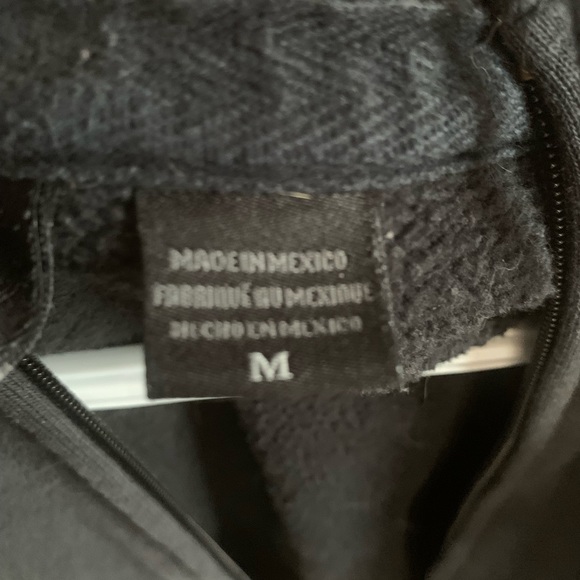 MADE IN MEXICO
FABRIQUÉ AU MEXIQUE
HECHO EN MEXICO
M